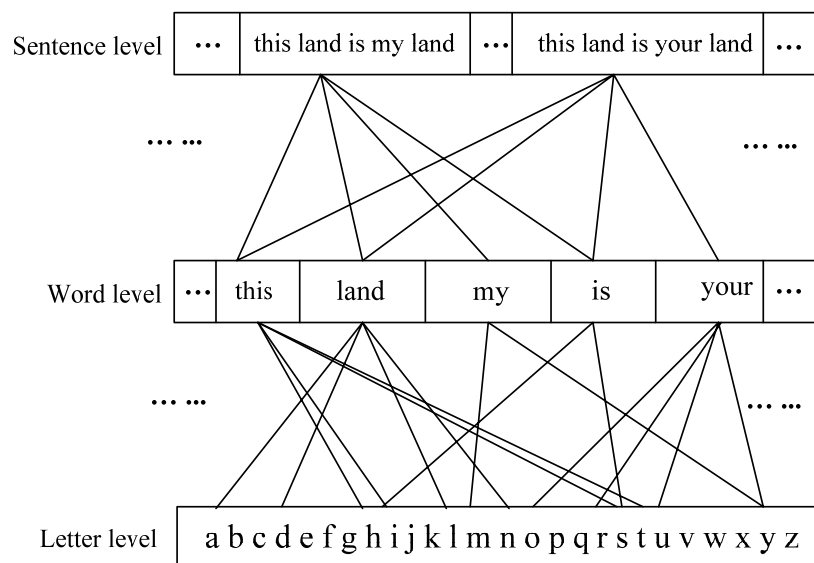 Sentence level ... this land is my land ... this land is your land ...
... ... ... ...
Word level ... this land my is your ...
... ... ... ...
Letter level a b c d e f g h i j k l m n o p q r s t u v w x y z